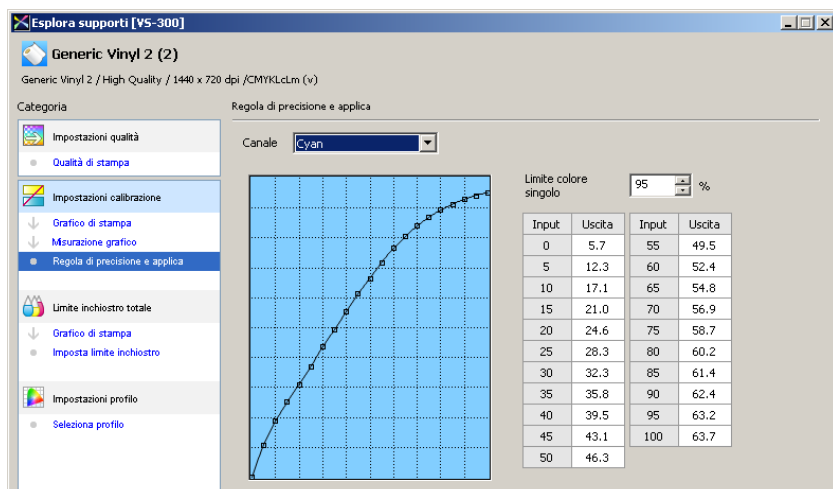 Esplora supporti [VS-300]
Generic Vinyl 2 (2)
Generic Vinyl 2 / High Quality / 1440 x 720 dpi /CMYKLcLm (v)
Categoria
Impostazioni qualità
Qualità di stampa
Impostazioni calibrazione
Grafico di stampa
Misurazione grafico
Regola di precisione e applica
Limite inchiostro totale
Grafico di stampa
Imposta limite inchiostro
Impostazioni profilo
Seleziona profilo
Regola di precisione e applica
Canale Cyan
Limite colore singolo 95 %
Input Uscita Input Uscita
0 5.7 55 49.5
5 12.3 60 52.4
10 17.1 65 54.8
15 21.0 70 56.9
20 24.6 75 58.7
25 28.3 80 60.2
30 32.3 85 61.4
35 35.8 90 62.4
40 39.5 95 63.2
45 43.1 100 63.7
50 46.3